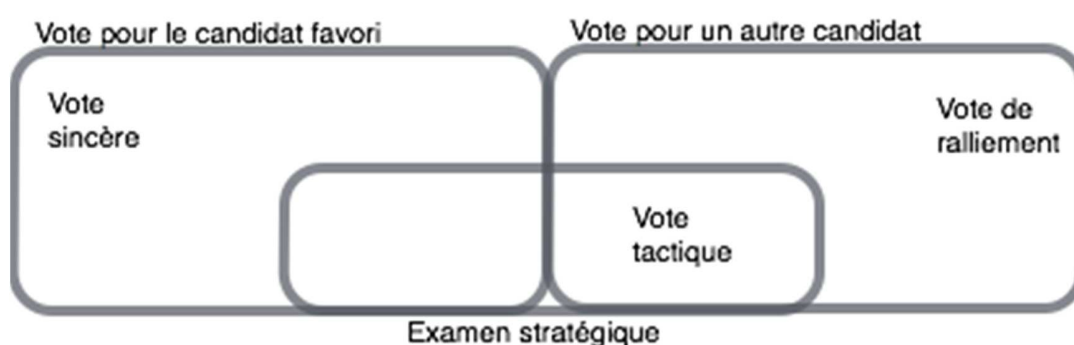 Vote pour le candidat favori
Vote pour un autre candidat
Vote
sincère
Vote de
ralliement
Vote
tactique
Examen stratégique